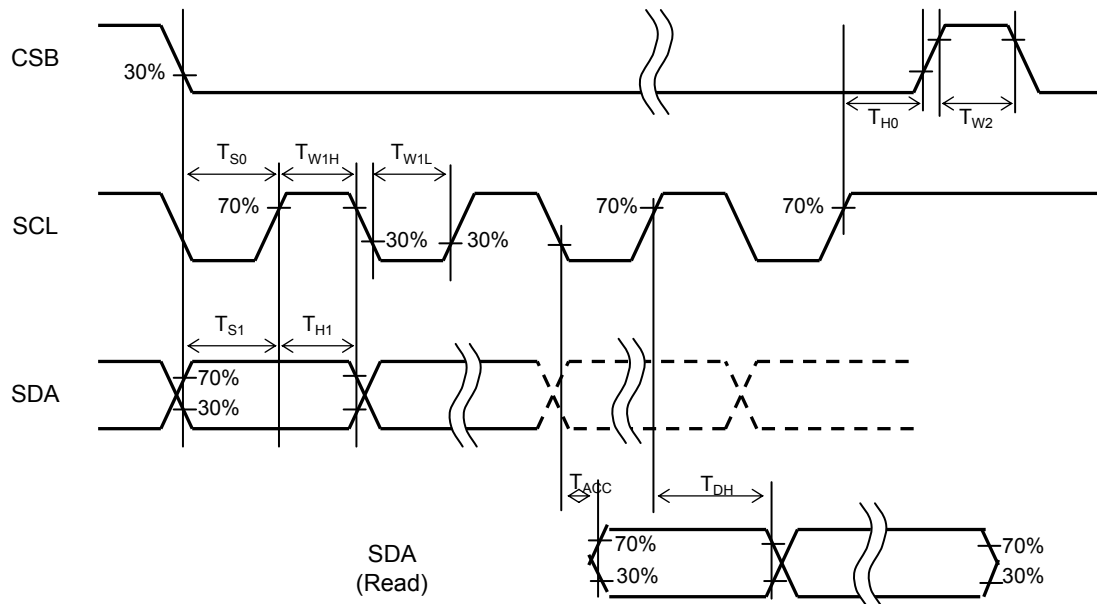 CSB
30%
T_H0
T_W2
T_S0
T_W1H
T_W1L
SCL
70%
30%
30%
70%
70%
T_S1
T_H1
SDA
70%
30%
T_ACC
T_DH
SDA
(Read)
70%
30%
70%
30%